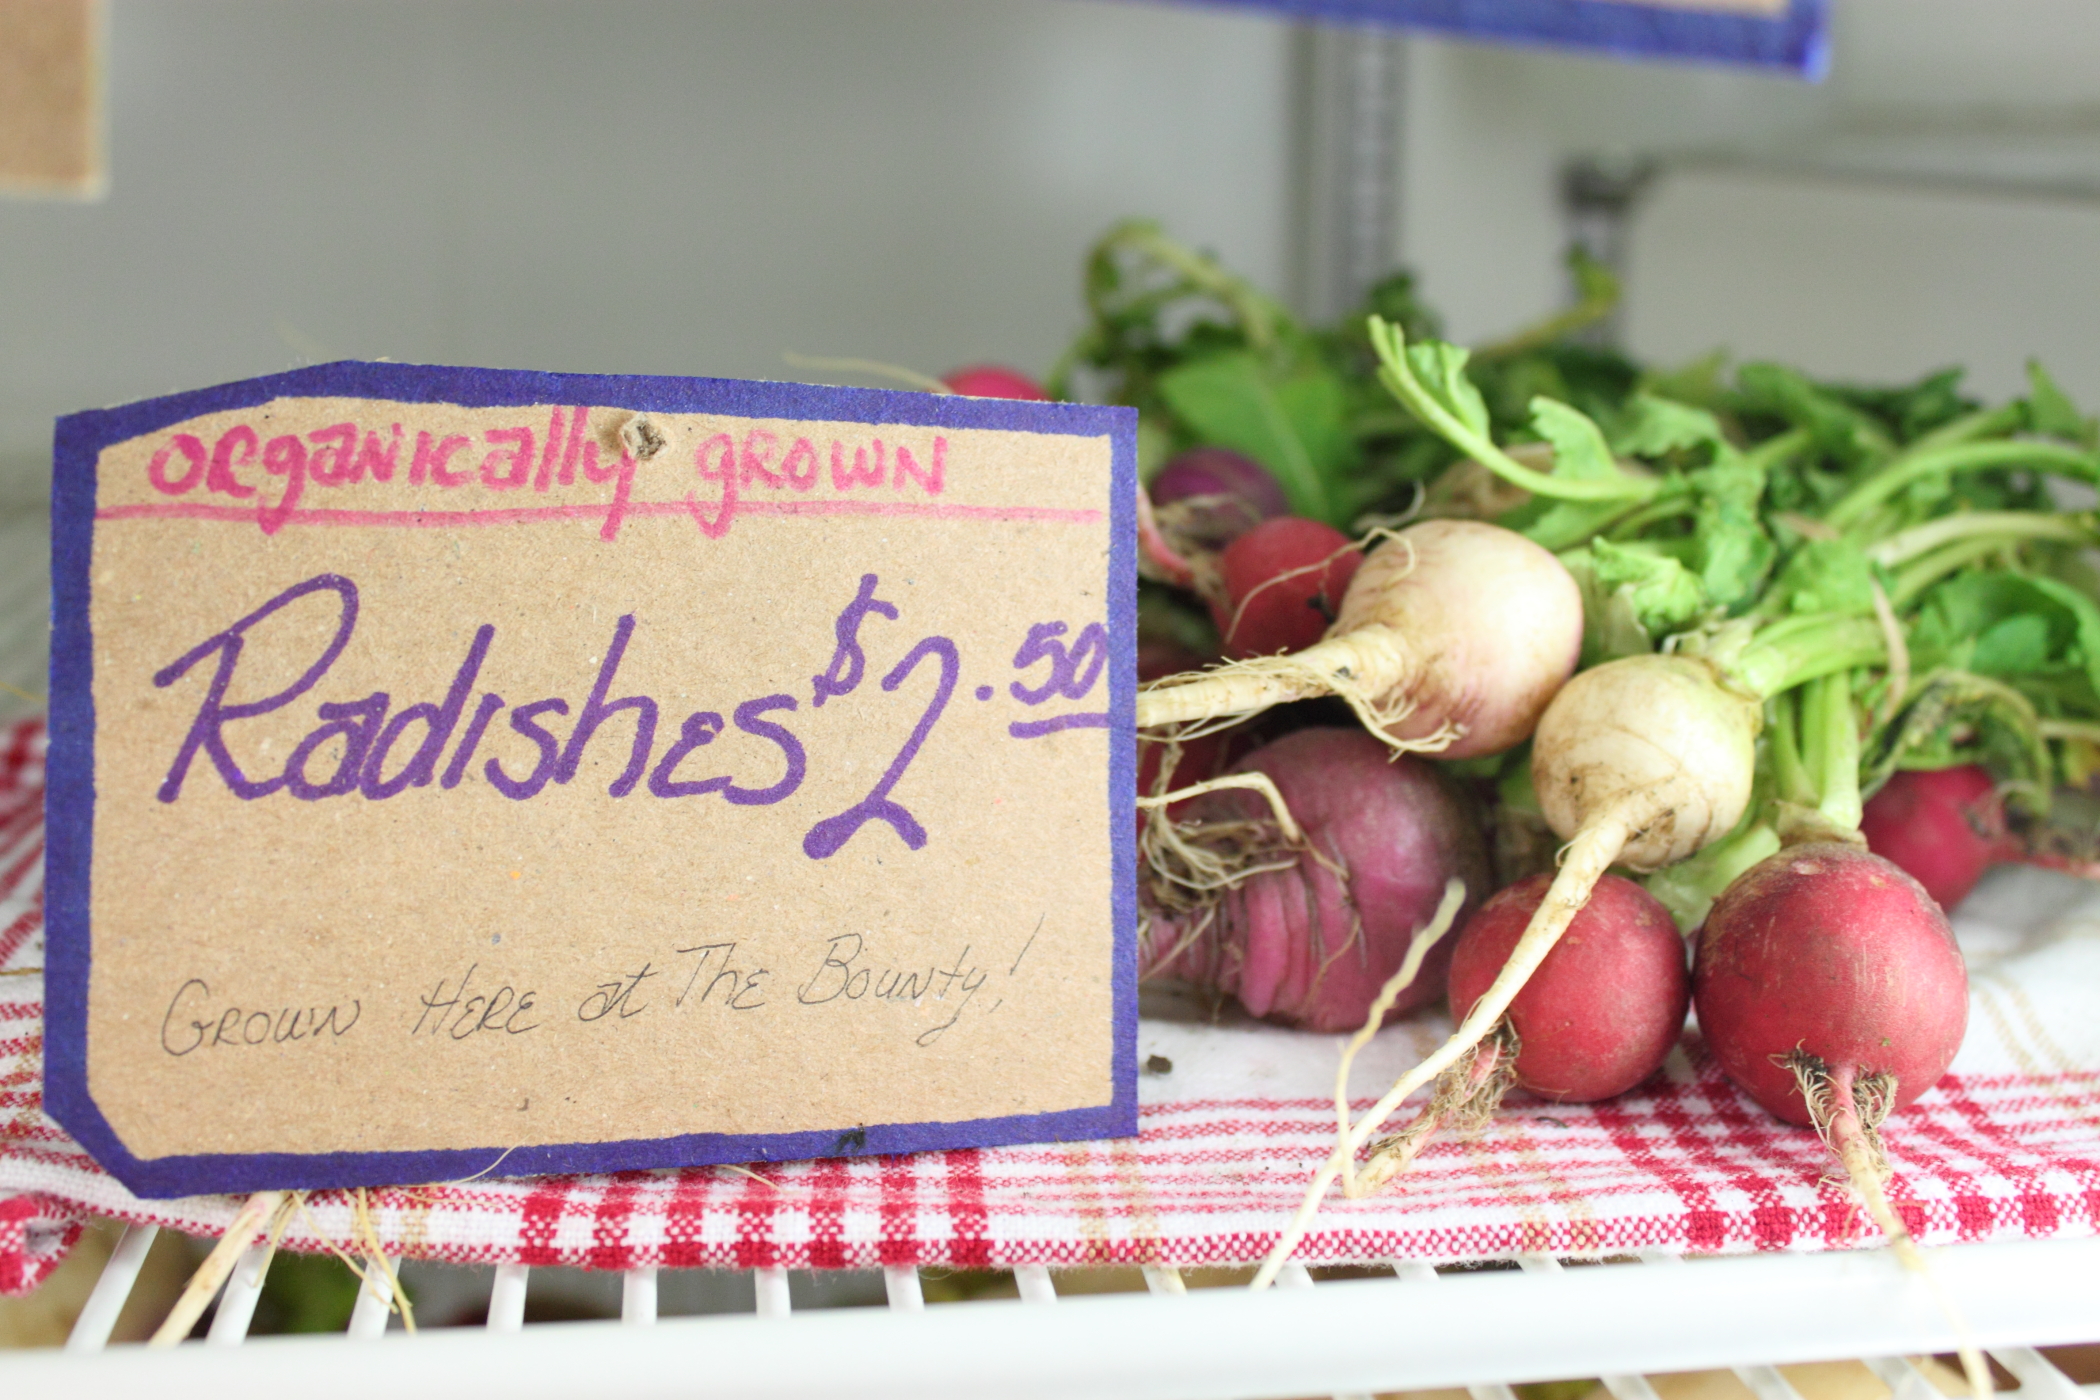 organically grown
Radishes $2.50
Grown Here at The Bounty!